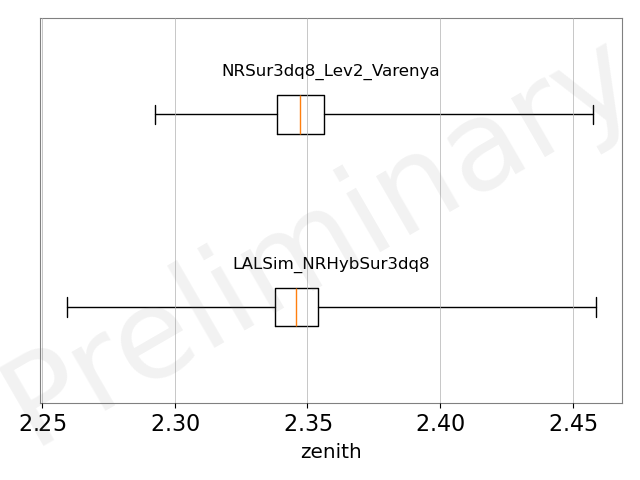 NRSur3dq8_Lev2_Varenya
LALSim_NRHybSur3dq8
Preliminary
2.25 2.30 2.35 2.40 2.45
zenith